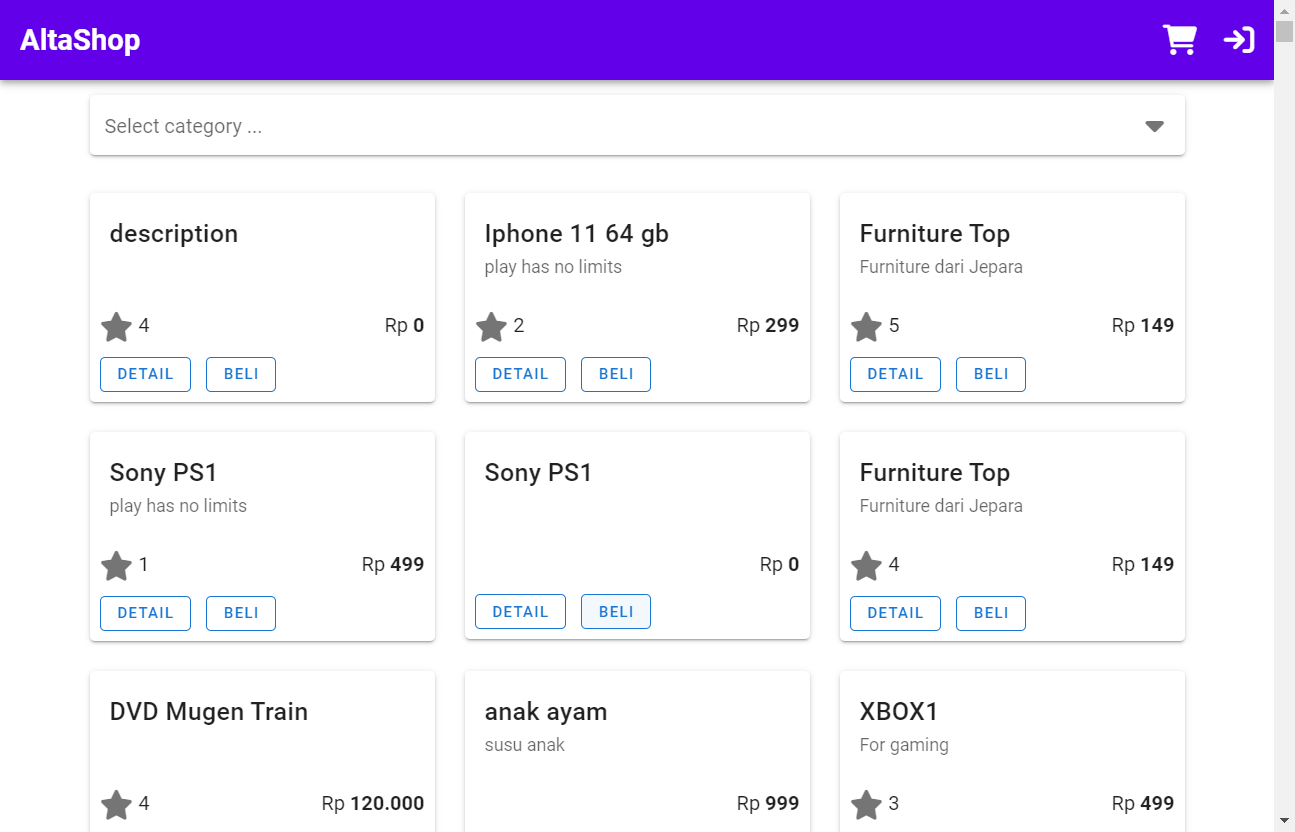 AltaShop
Select category ...
description
4
Rp 0
DETAIL
BELI
Iphone 11 64 gb
play has no limits
2
Rp 299
DETAIL
BELI
Furniture Top
Furniture dari Jepara
5
Rp 149
DETAIL
BELI
Sony PS1
play has no limits
1
Rp 499
DETAIL
BELI
Sony PS1
Rp 0
DETAIL
BELI
Furniture Top
Furniture dari Jepara
4
Rp 149
DETAIL
BELI
DVD Mugen Train
4
Rp 120.000
anak ayam
susu anak
Rp 999
XBOX1
For gaming
3
Rp 499